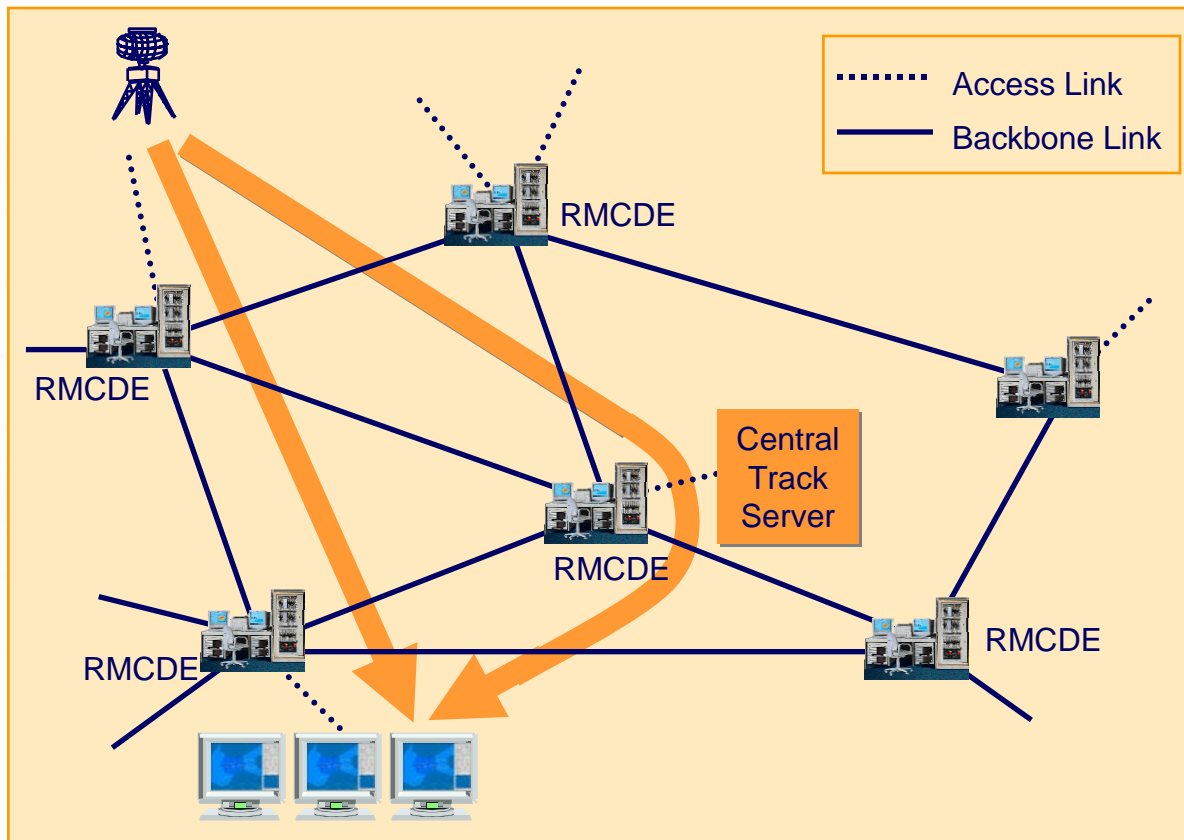 Access Link
Backbone Link
RMCDE
RMCDE
Central
Track
Server
RMCDE
RMCDE
RMCDE